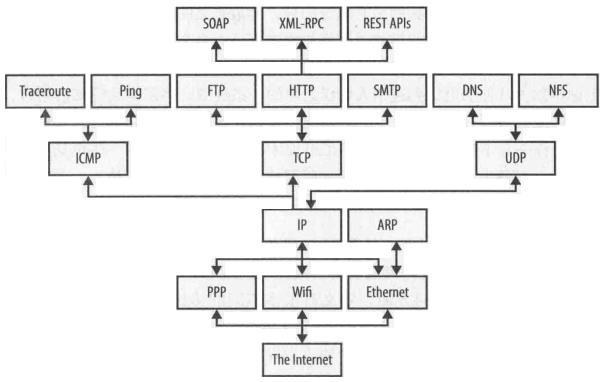 SOAP
XML-RPC
REST APIs
Traceroute
Ping
FTP
HTTP
SMTP
DNS
NFS
ICMP
TCP
UDP
IP
ARP
PPP
Wifi
Ethernet
The Internet